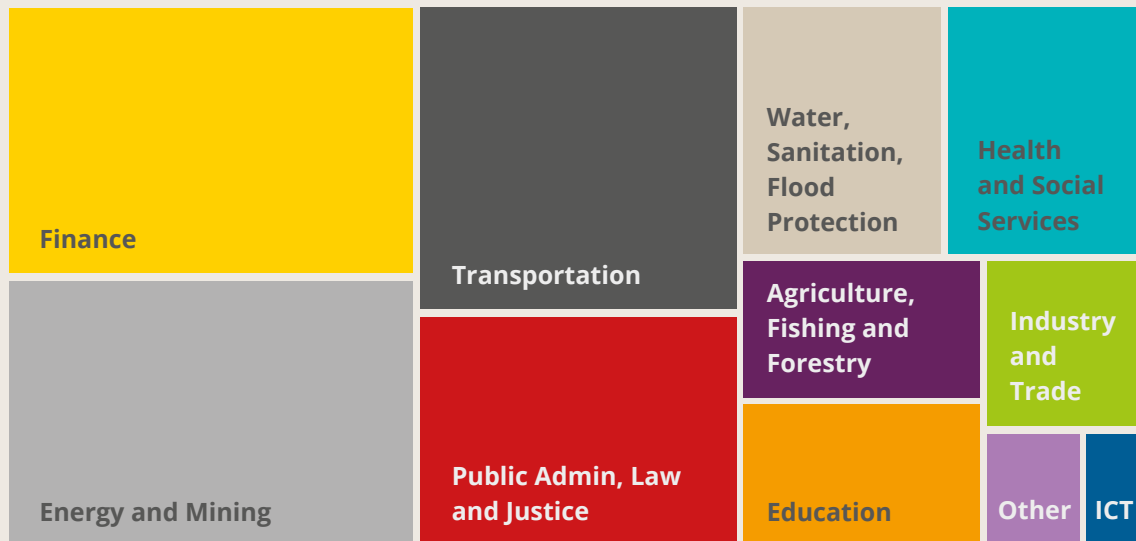 Finance
Energy and Mining
Transportation
Public Admin, Law
and Justice
Water,
Sanitation,
Flood
Protection
Health
and Social
Services
Agriculture,
Fishing and
Forestry
Industry
and
Trade
Education
Other
ICT